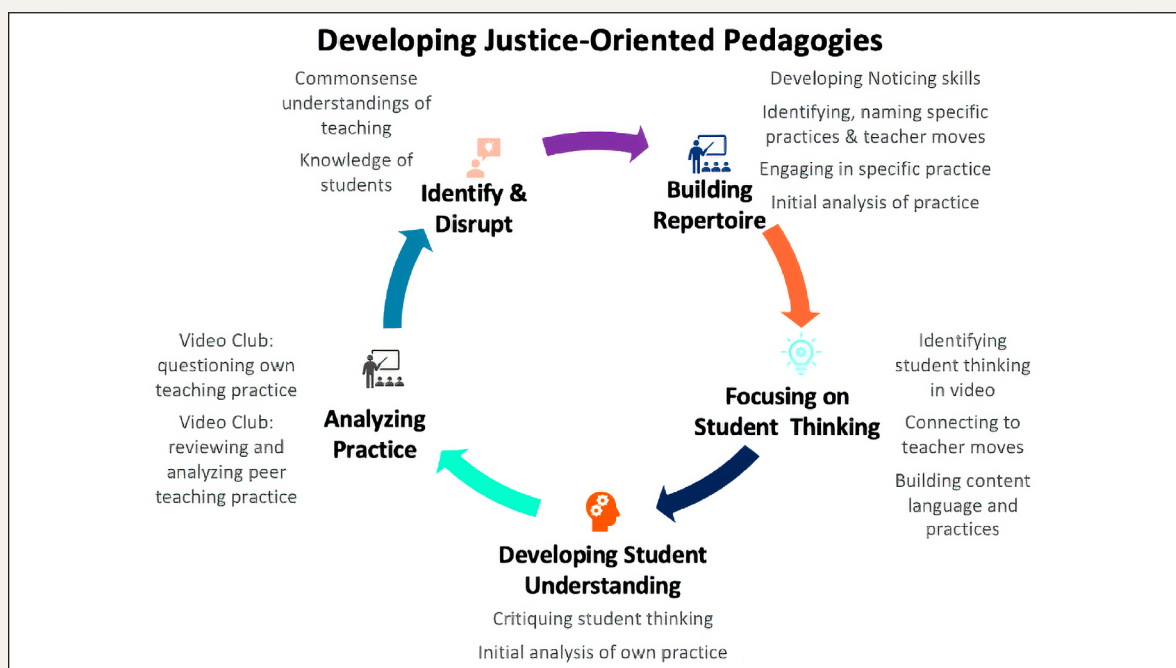 Developing Justice-Oriented Pedagogies
Commonsense
understandings of
teaching
Knowledge of
students
Identify &
Disrupt
Developing Noticing skills
Identifying, naming specific
practices & teacher moves
Engaging in specific practice
Initial analysis of practice
Building
Repertoire
Identifying
student thinking
in video
Connecting to
teacher moves
Building content
language and
practices
Focusing on
Student Thinking
Developing Student
Understanding
Critiquing student thinking
Initial analysis of own practice
Video Club:
questioning own
teaching practice
Video Club:
reviewing and
analyzing peer
teaching practice
Analyzing
Practice